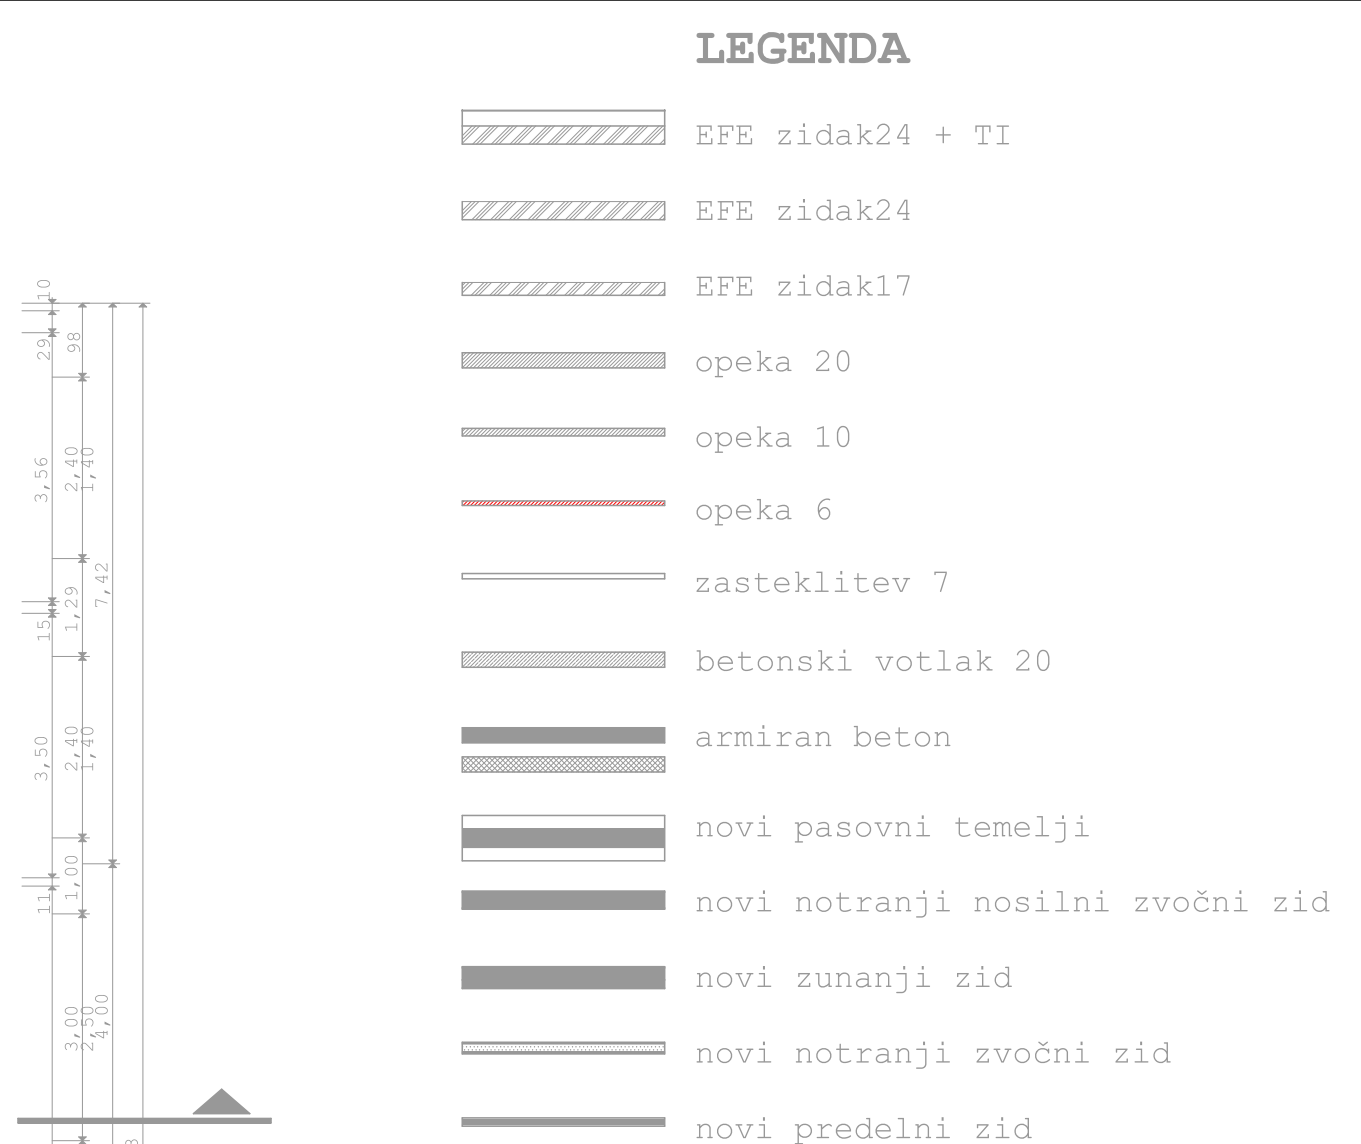 LEGENDA
EFE zidak24 + TI
EFE zidak24
EFE zidak17
opeka 20
opeka 10
opeka 6
zasteklitev 7
betonski votlak 20
armiran beton
novi pasovni temelji
novi notranji nosilni zvočni zid
novi zunanji zid
novi notranji zvočni zid
novi predelni zid
10
29
98
3,56
2,40
1,40
7,42
1,29
15
3,50
2,40
1,40
1,00
11
3,00
2,50
4,00